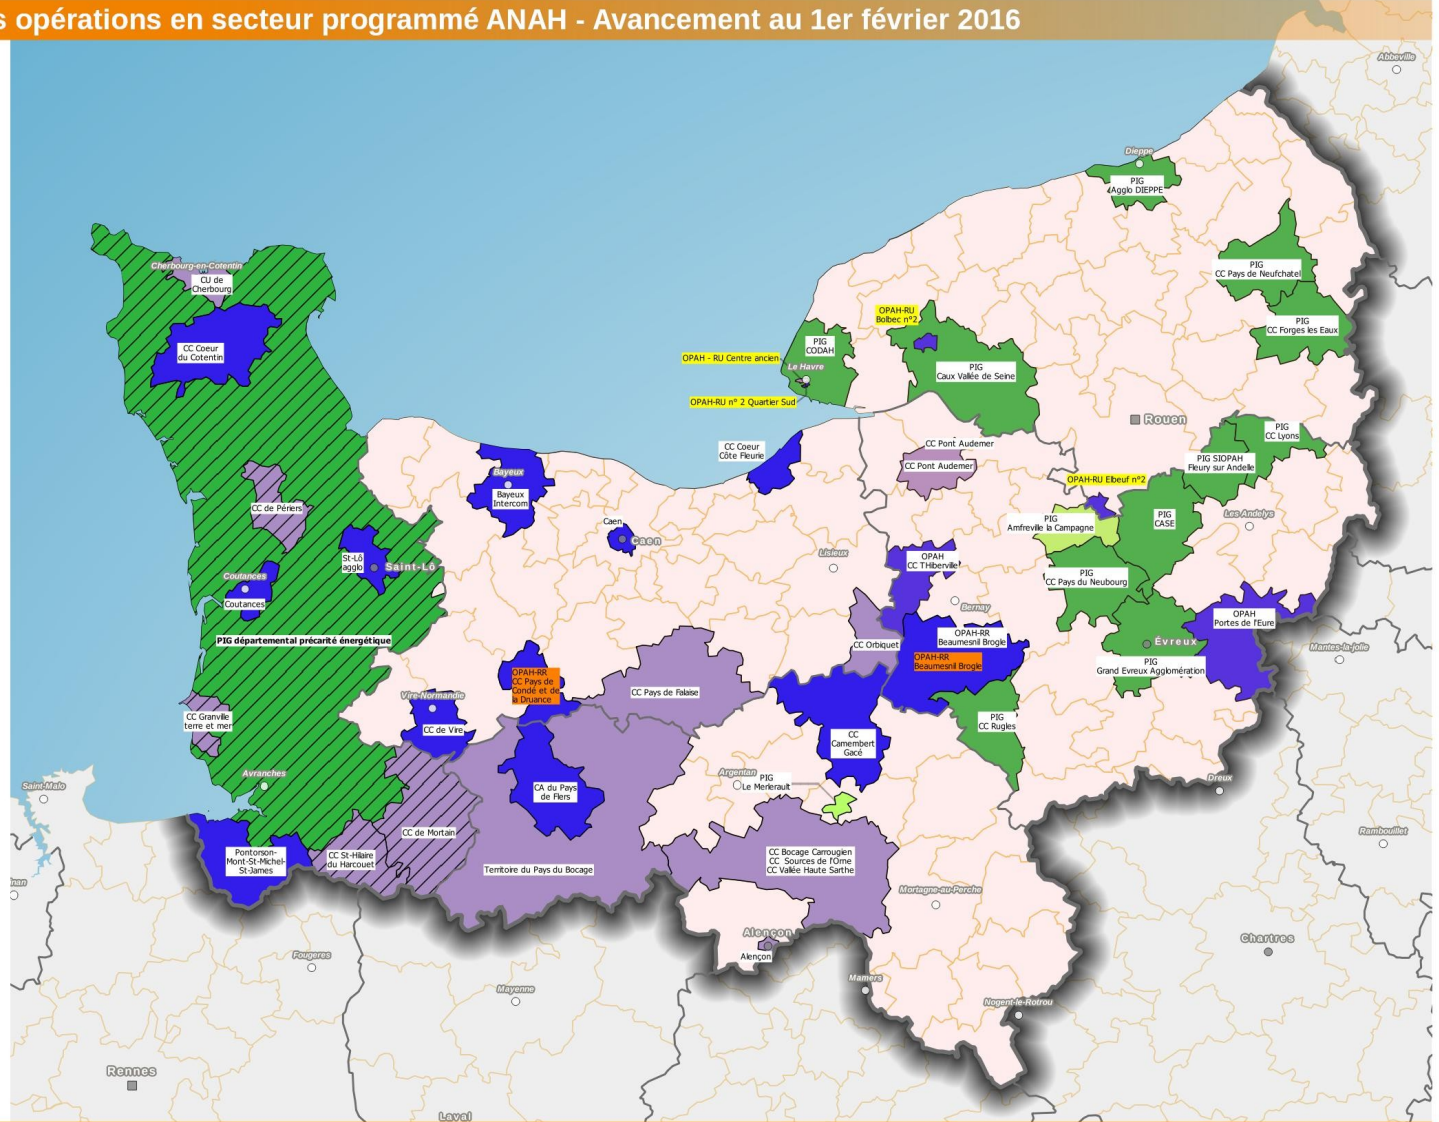 s opérations en secteur programmé ANAH - Avancement au 1er février 2016
Abbeville
Dieppe
PIG
Agglo DIEPPE
Cherbourg-en-Cotentin
CU de
Cherbourg
PIG
CC Pays de Neufchatel
OPAH-RU
Bolbec n°2
PIG
CC Forges les Eaux
CC Coeur
du Cotentin
PIG
CODAH
OPAH - RU Centre ancien
Le Havre
PIG
Caux Vallée de Seine
OPAH-RU n° 2 Quartier Sud
Rouen
PIG
CC Lyons
CC Coeur
Côte Fleurie
CC Pont Audemer
CC Pont Audemer
PIG SIOPAH
Fleury sur Andelle
Bayeux
Bayeux
Intercom
OPAH-RU Elbeuf n°2
CC de Périers
PIG
Amfreville la Campagne
PIG
CASE
Les Andelys
Caen
Caen
Lisieux
St-Lô
agglo
Saint-Lô
OPAH
CC THiberville
Coutances
Coutances
PIG
CC Pays du Neubourg
Bernay
OPAH
Portes de l'Eure
PIG départemental précarité énergétique
CC Orbiquet
OPAH-RR
Beaumesnil Brogle
OPAH-RR
Beaumesnil Brogle
Évreux
PIG
Grand Evreux Agglomération
Mantes-la-jolie
OPAH-RR
CC Pays de
Condé et de
la Druance
CC Pays de Falaise
Vire-Normandie
CC de Vire
CC Granville
terre et mer
PIG
CC Rugles
CC
Camembert
Gacé
Avranches
Argentan
PIG
Le Merlerault
Saint-Malo
CA du Pays
de Flers
Dreux
CC de Mortain
Rambouillet
Pontorson-
Mont-St-Michel-
St-James
CC St-Hilaire
du Harcouet
Territoire du Pays du Bocage
CC Bocage Carrougien
CC Sources de l'Orne
CC Vallée Haute Sarthe
nan
Mortagne-au-Perche
Alençon
Alençon
Chartres
Fougeres
Mamers
Mayenne
Nogent-le-Rotrou
Rennes
Laval